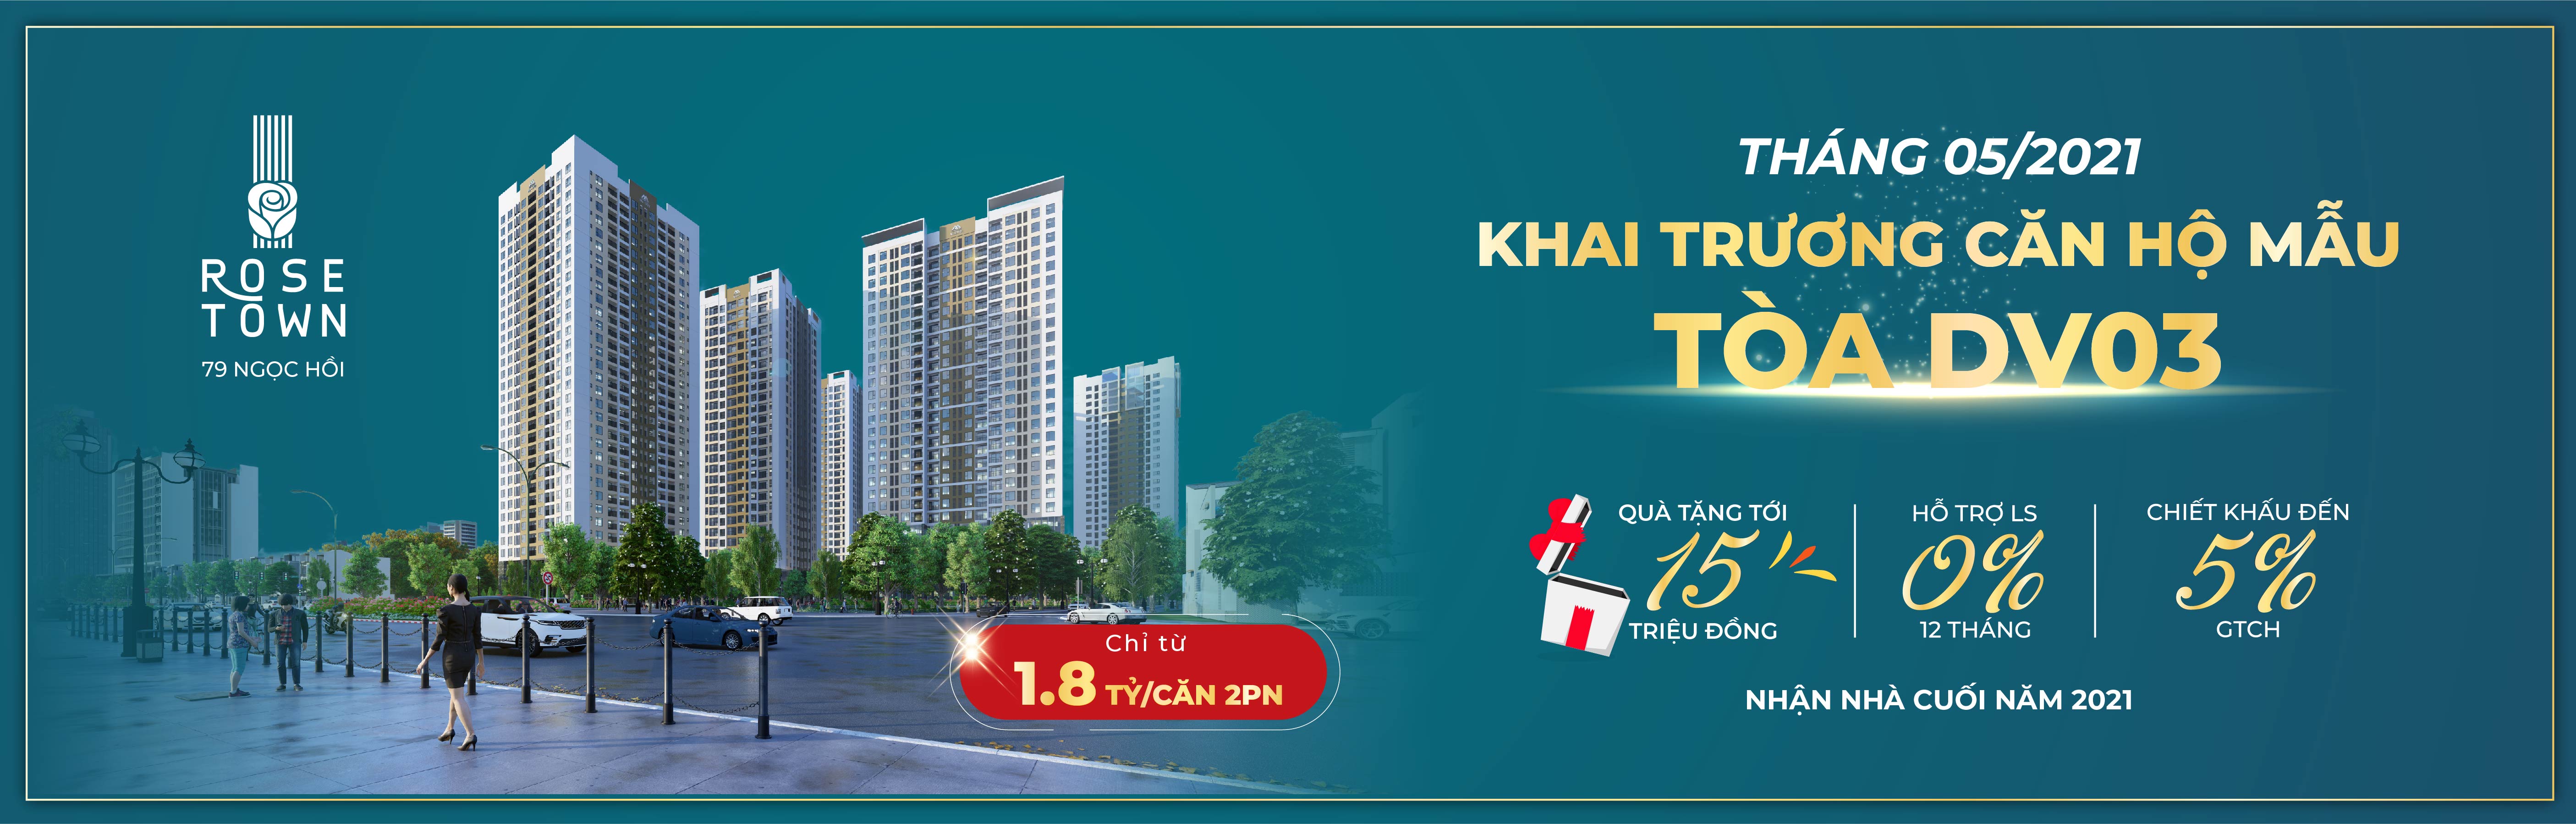 ROSE
TOWN
79 NGỌC HỒI
Chỉ từ
1.8 TỶ/CĂN 2PN
THÁNG 05/2021
KHAI TRƯƠNG CĂN HỘ MẪU
TÒA DV03
QUÀ TẶNG TỚI
15
TRIỆU ĐỒNG
HỖ TRỢ LS
0%
12 THÁNG
CHIẾT KHẤU ĐẾN
5%
GTCH
NHẬN NHÀ CUỐI NĂM 2021